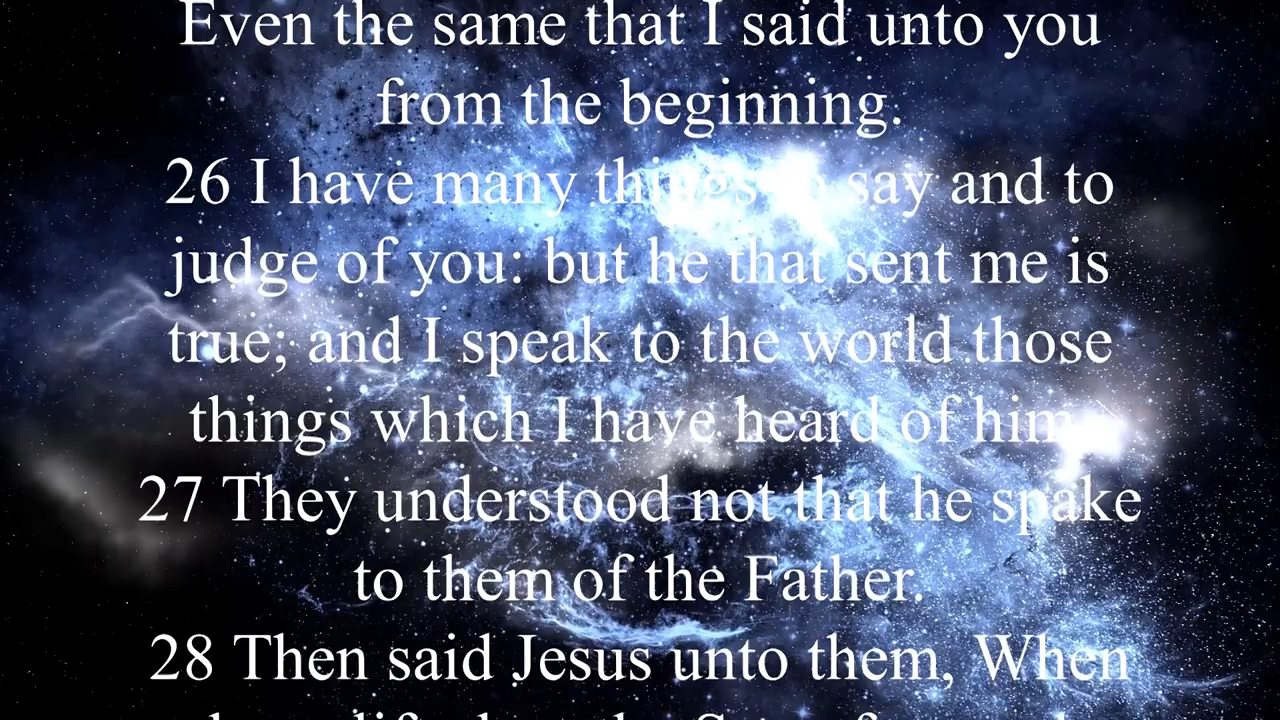 Even the same that I said unto you
from the beginning.
26 I have many things to say and to
judge of you: but he that sent me is
true; and I speak to the world those
things which I have heard of him.
27 They understood not that he spake
to them of the Father.
28 Then said Jesus unto them, When